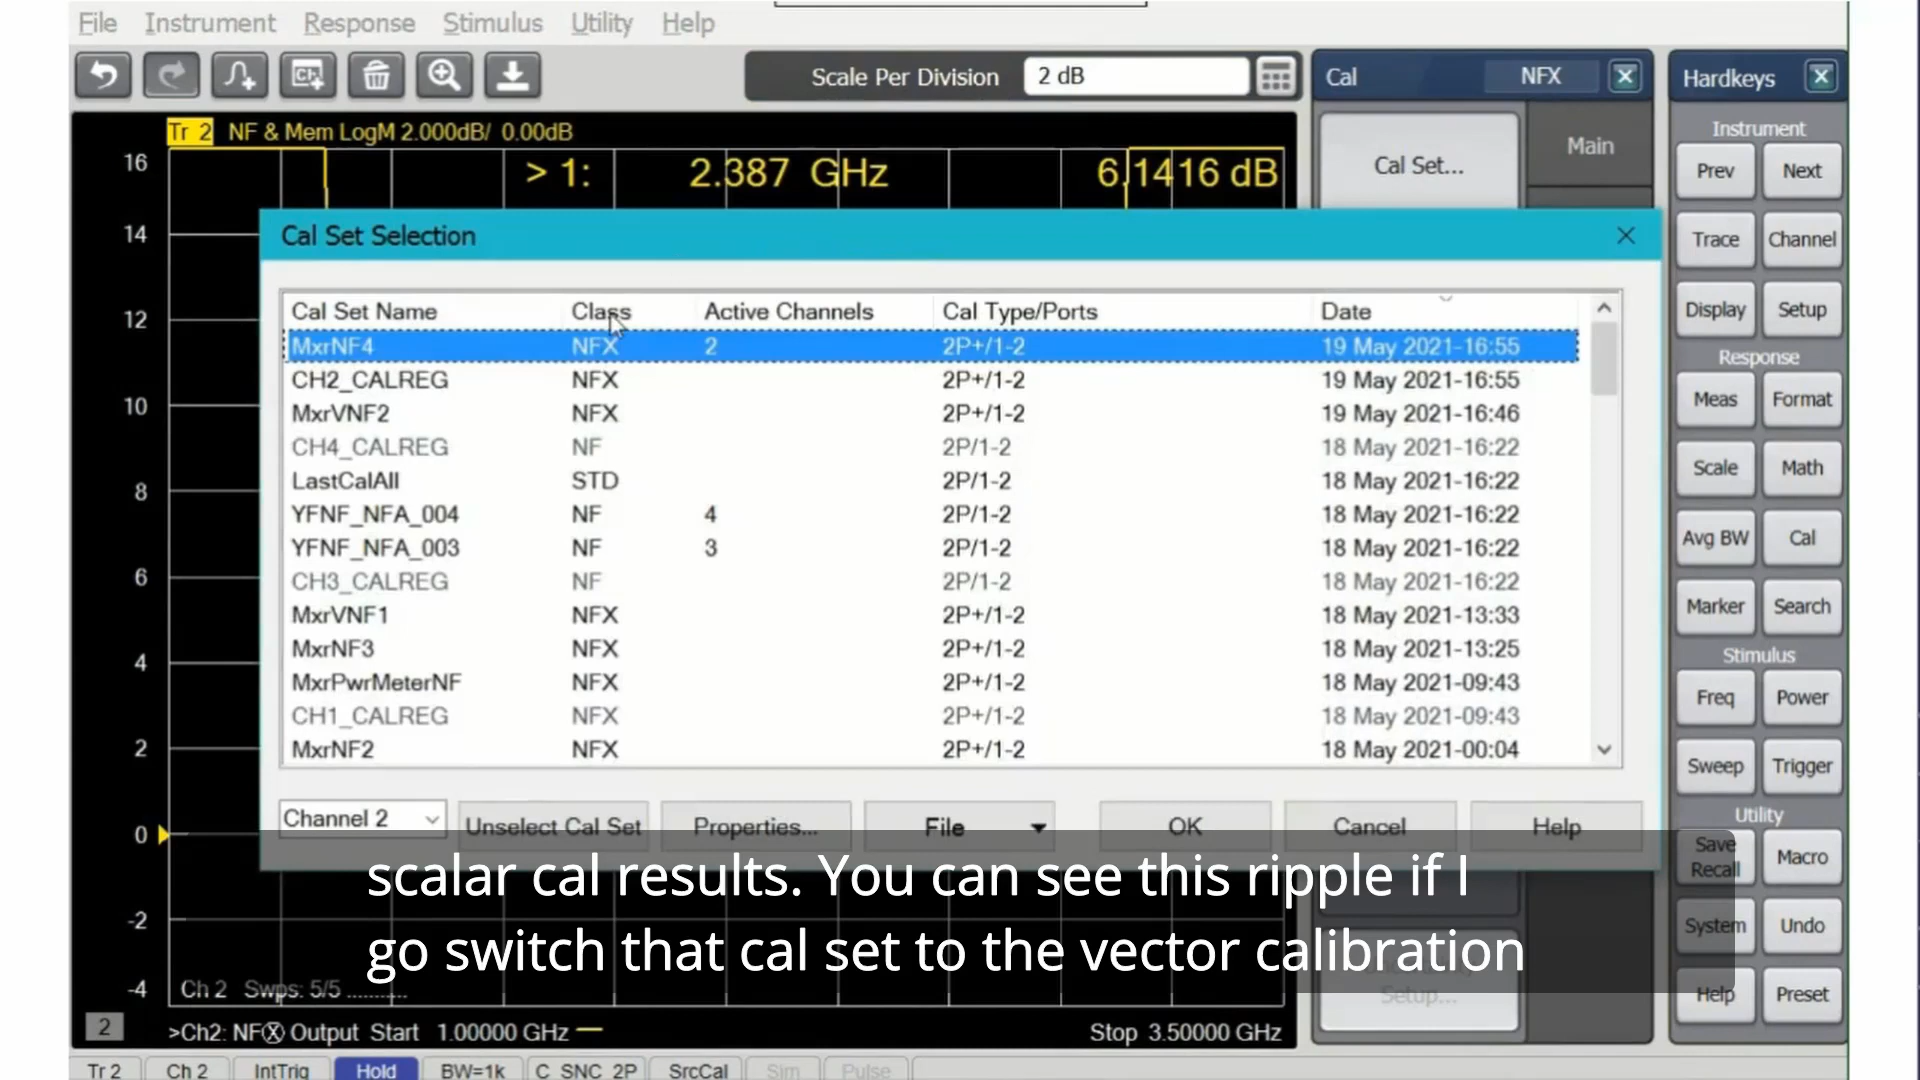 File Instrument Response Stimulus Utility Help
Scale Per Division 2 dB
Cal NFX
Hardkeys
Tr 2 NF & Mem LogM 2.000dB/ 0.00dB
> 1: 2.387 GHz 6.1416 dB
16
14
12
10
8
6
4
2
0
-2
-4
Cal Set...
Main
Cal Set Selection
Cal Set Name Class Active Channels Cal Type/Ports Date
MxrNF4 NFX 2 2P+/1-2 19 May 2021-16:55
CH2_CALREG NFX 2P+/1-2 19 May 2021-16:55
MxrVNF2 NFX 2P+/1-2 19 May 2021-16:46
CH4_CALREG NF 2P/1-2 18 May 2021-16:22
LastCalAll STD 2P/1-2 18 May 2021-16:22
YFNF_NFA_004 NF 4 2P/1-2 18 May 2021-16:22
YFNF_NFA_003 NF 3 2P/1-2 18 May 2021-16:22
CH3_CALREG NF 2P/1-2 18 May 2021-16:22
MxrVNF1 NFX 2P+/1-2 18 May 2021-13:33
MxrNF3 NFX 2P+/1-2 18 May 2021-13:25
MxrPwrMeterNF NFX 2P+/1-2 18 May 2021-09:43
CH1_CALREG NFX 2P+/1-2 18 May 2021-09:43
MxrNF2 NFX 2P+/1-2 18 May 2021-00:04
Channel 2 Unselect Cal Set Properties... File OK Cancel Help
scalar cal results. You can see this ripple if I
go switch that cal set to the vector calibration
Setup...
Ch 2 Swps: 5/5
2 >Ch2: NFⓍ Output Start 1.00000 GHz Stop 3.50000 GHz
Tr 2 Ch 2 IntTrig Hold BW=1k C SNC 2P SrcCal Sim Pulse
Instrument
Prev Next
Trace Channel
Display Setup
Response
Meas Format
Scale Math
Avg BW Cal
Marker Search
Stimulus
Freq Power
Sweep Trigger
Utility
Save Recall Macro
System Undo
Help Preset